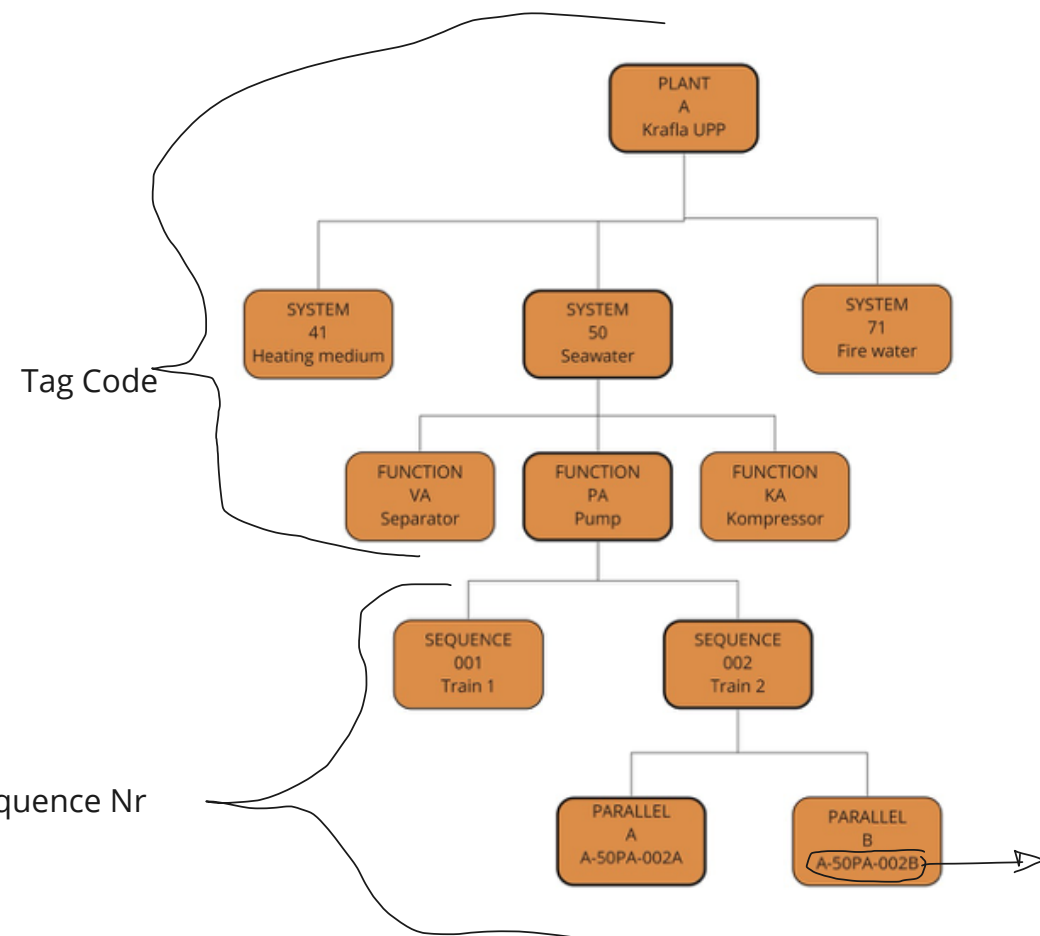 PLANT
A
Krafla UPP
SYSTEM
41
Heating medium
SYSTEM
50
Seawater
SYSTEM
71
Fire water
Tag Code
FUNCTION
VA
Separator
FUNCTION
PA
Pump
FUNCTION
KA
Kompressor
SEQUENCE
001
Train 1
SEQUENCE
002
Train 2
quence Nr
PARALLEL
A
A-50PA-002A
PARALLEL
B
A-50PA-002B